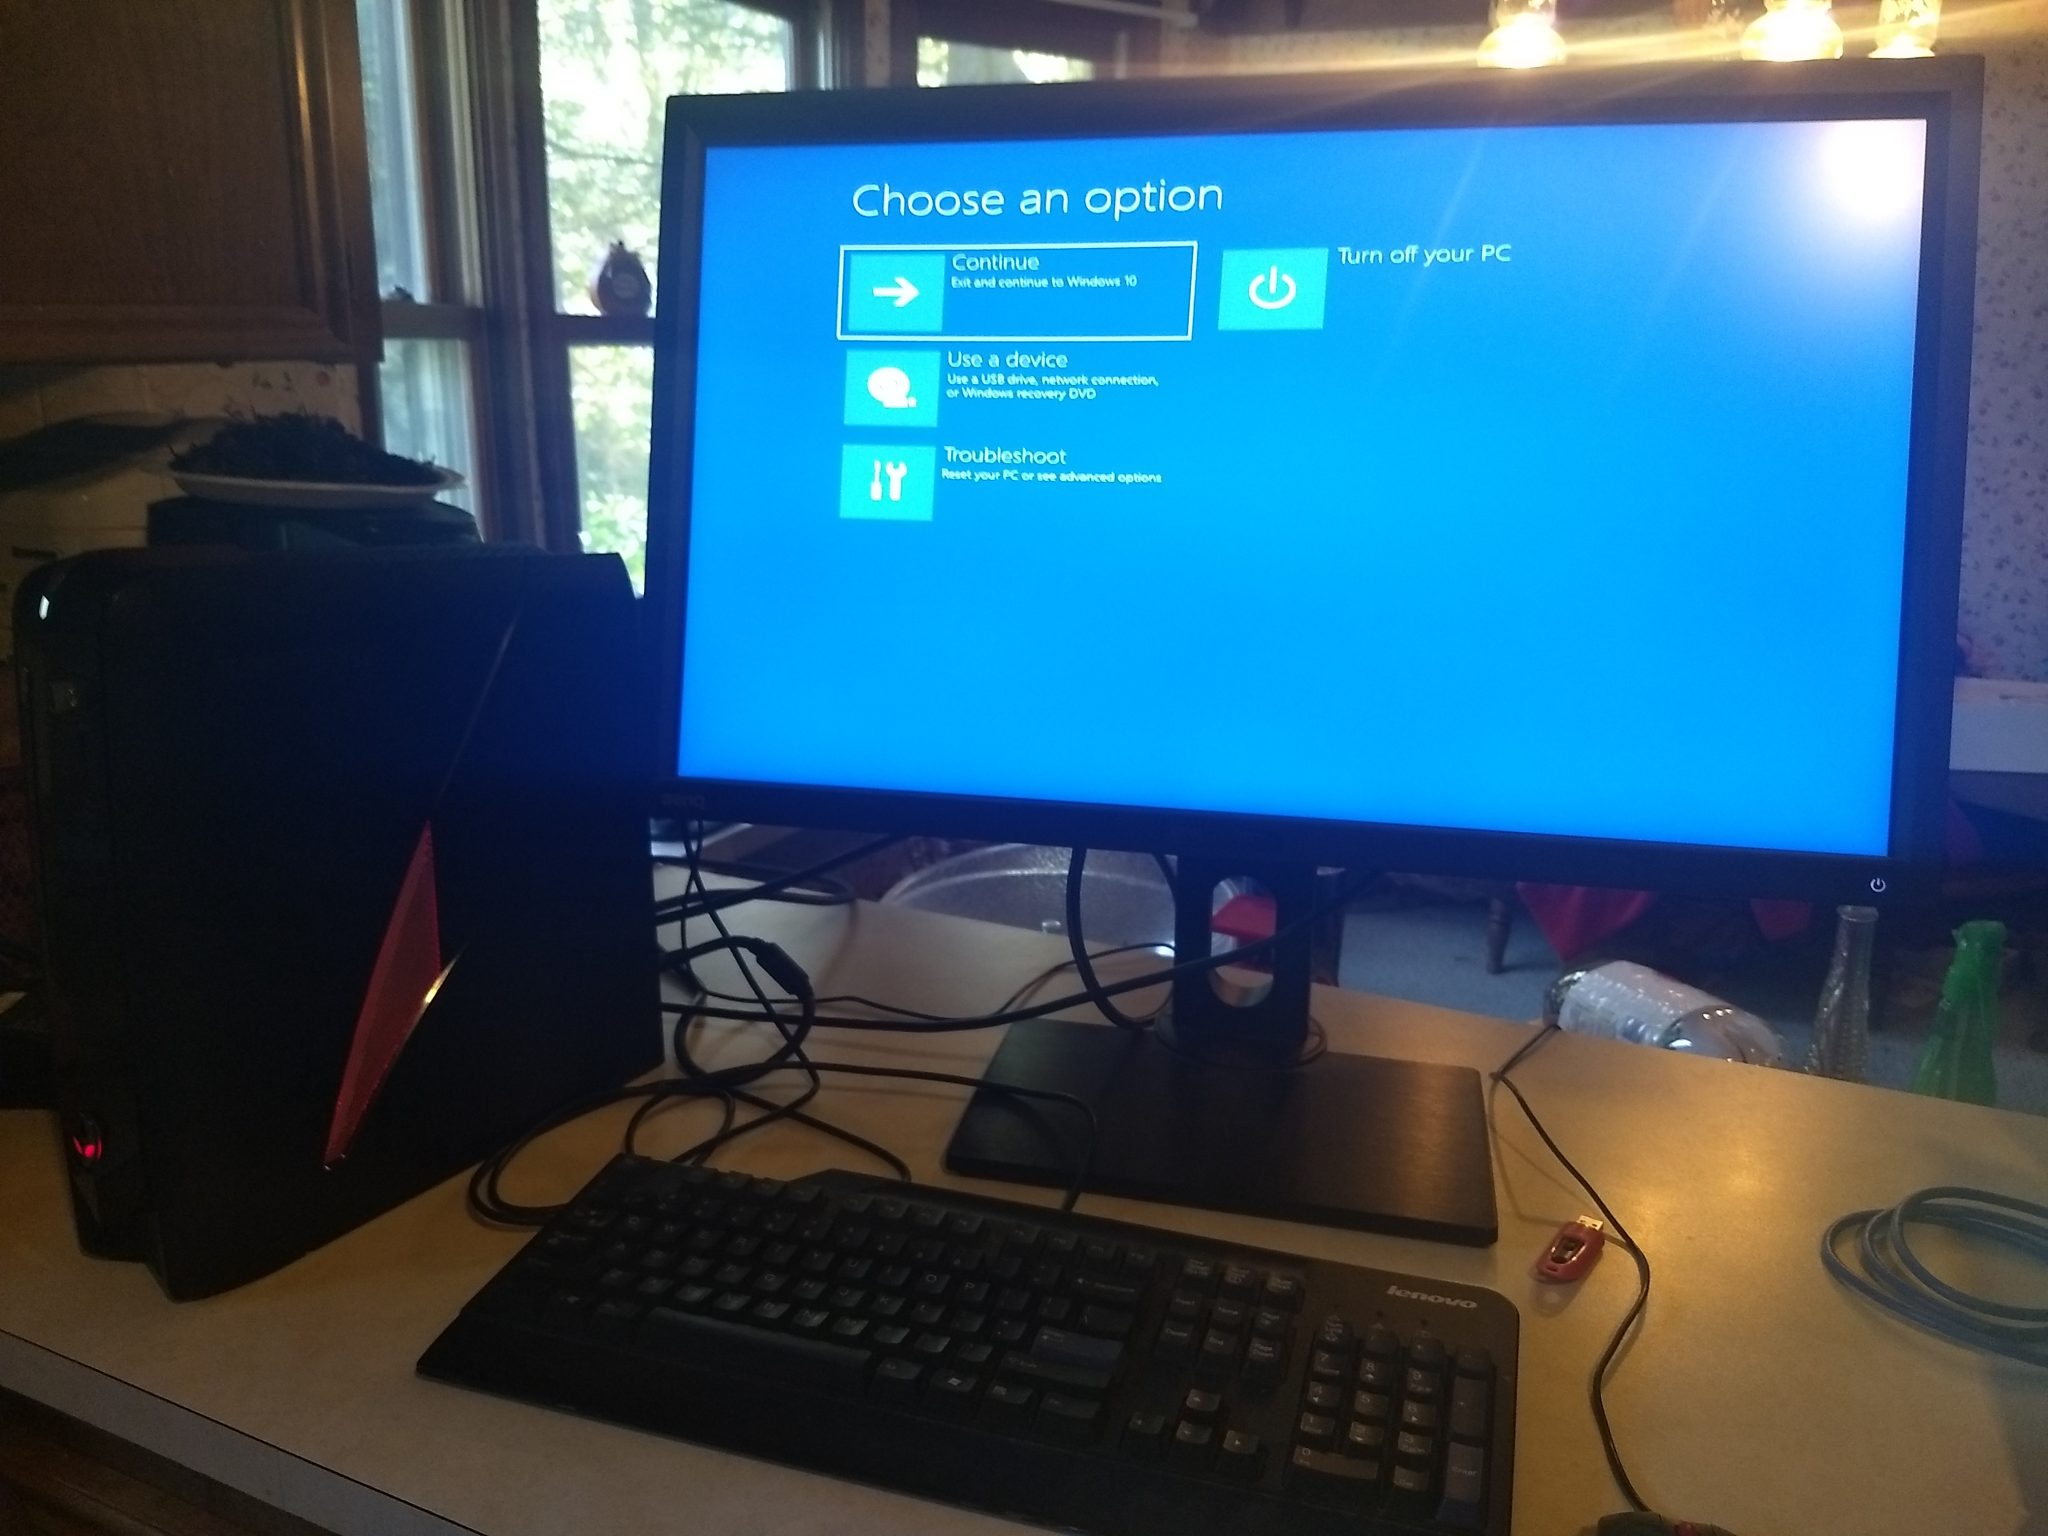 Choose an option
Continue
Exit and continue to Windows 10
Turn off your PC
Use a device
Use a USB drive, network connection,
or Windows recovery DVD
Troubleshoot
Reset your PC or see advanced options
BenQ
lenovo